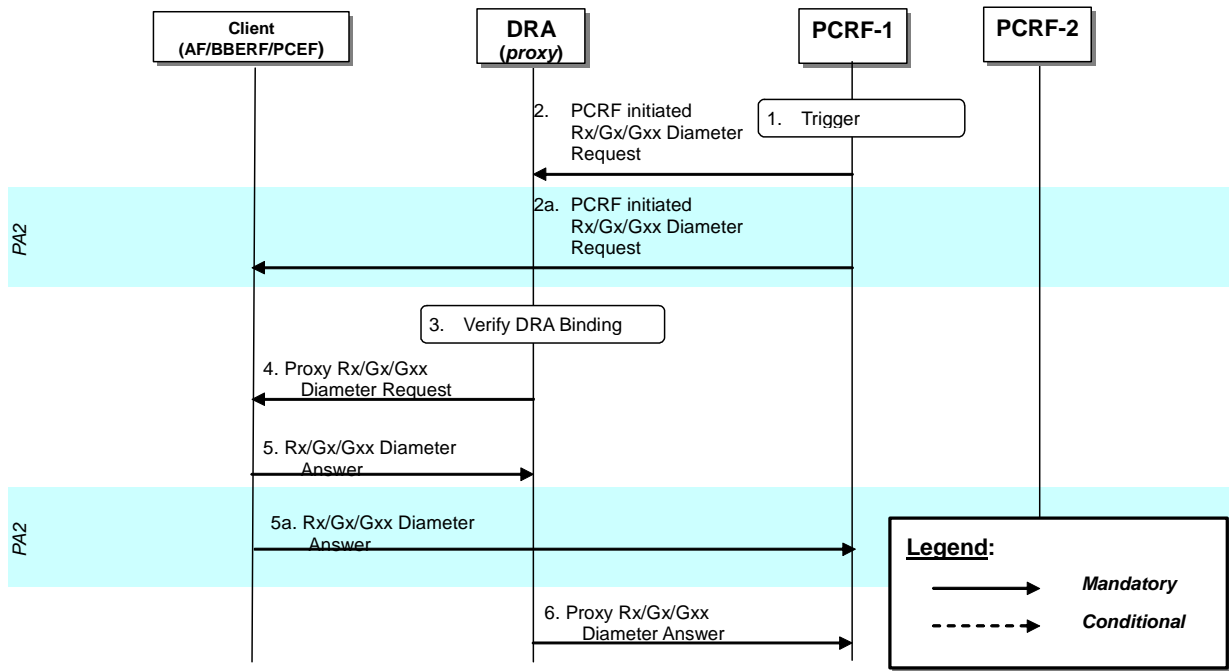 Client
(AF/BBERF/PCEF)
DRA
(proxy)
PCRF-1
PCRF-2
1. Trigger
2. PCRF initiated
Rx/Gx/Gxx Diameter
Request
PA2
2a. PCRF initiated
Rx/Gx/Gxx Diameter
Request
3. Verify DRA Binding
4. Proxy Rx/Gx/Gxx
Diameter Request
5. Rx/Gx/Gxx Diameter
Answer
PA2
5a. Rx/Gx/Gxx Diameter
Answer
6. Proxy Rx/Gx/Gxx
Diameter Answer
Legend:
Mandatory
Conditional